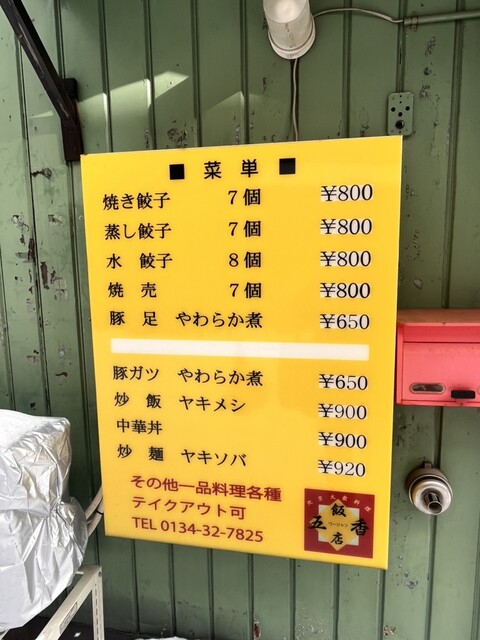 ■ 菜単 ■
焼き餃子 7個 ¥800
蒸し餃子 7個 ¥800
水 餃子 8個 ¥800
焼 売 7個 ¥800
豚 足 やわらか煮 ¥650
豚ガツ やわらか煮 ¥650
炒 飯 ヤキメシ ¥900
中華丼 ¥900
炒 麺 ヤキソバ ¥920
その他一品料理各種
テイクアウト可
TEL 0134-32-7825
五香飯店